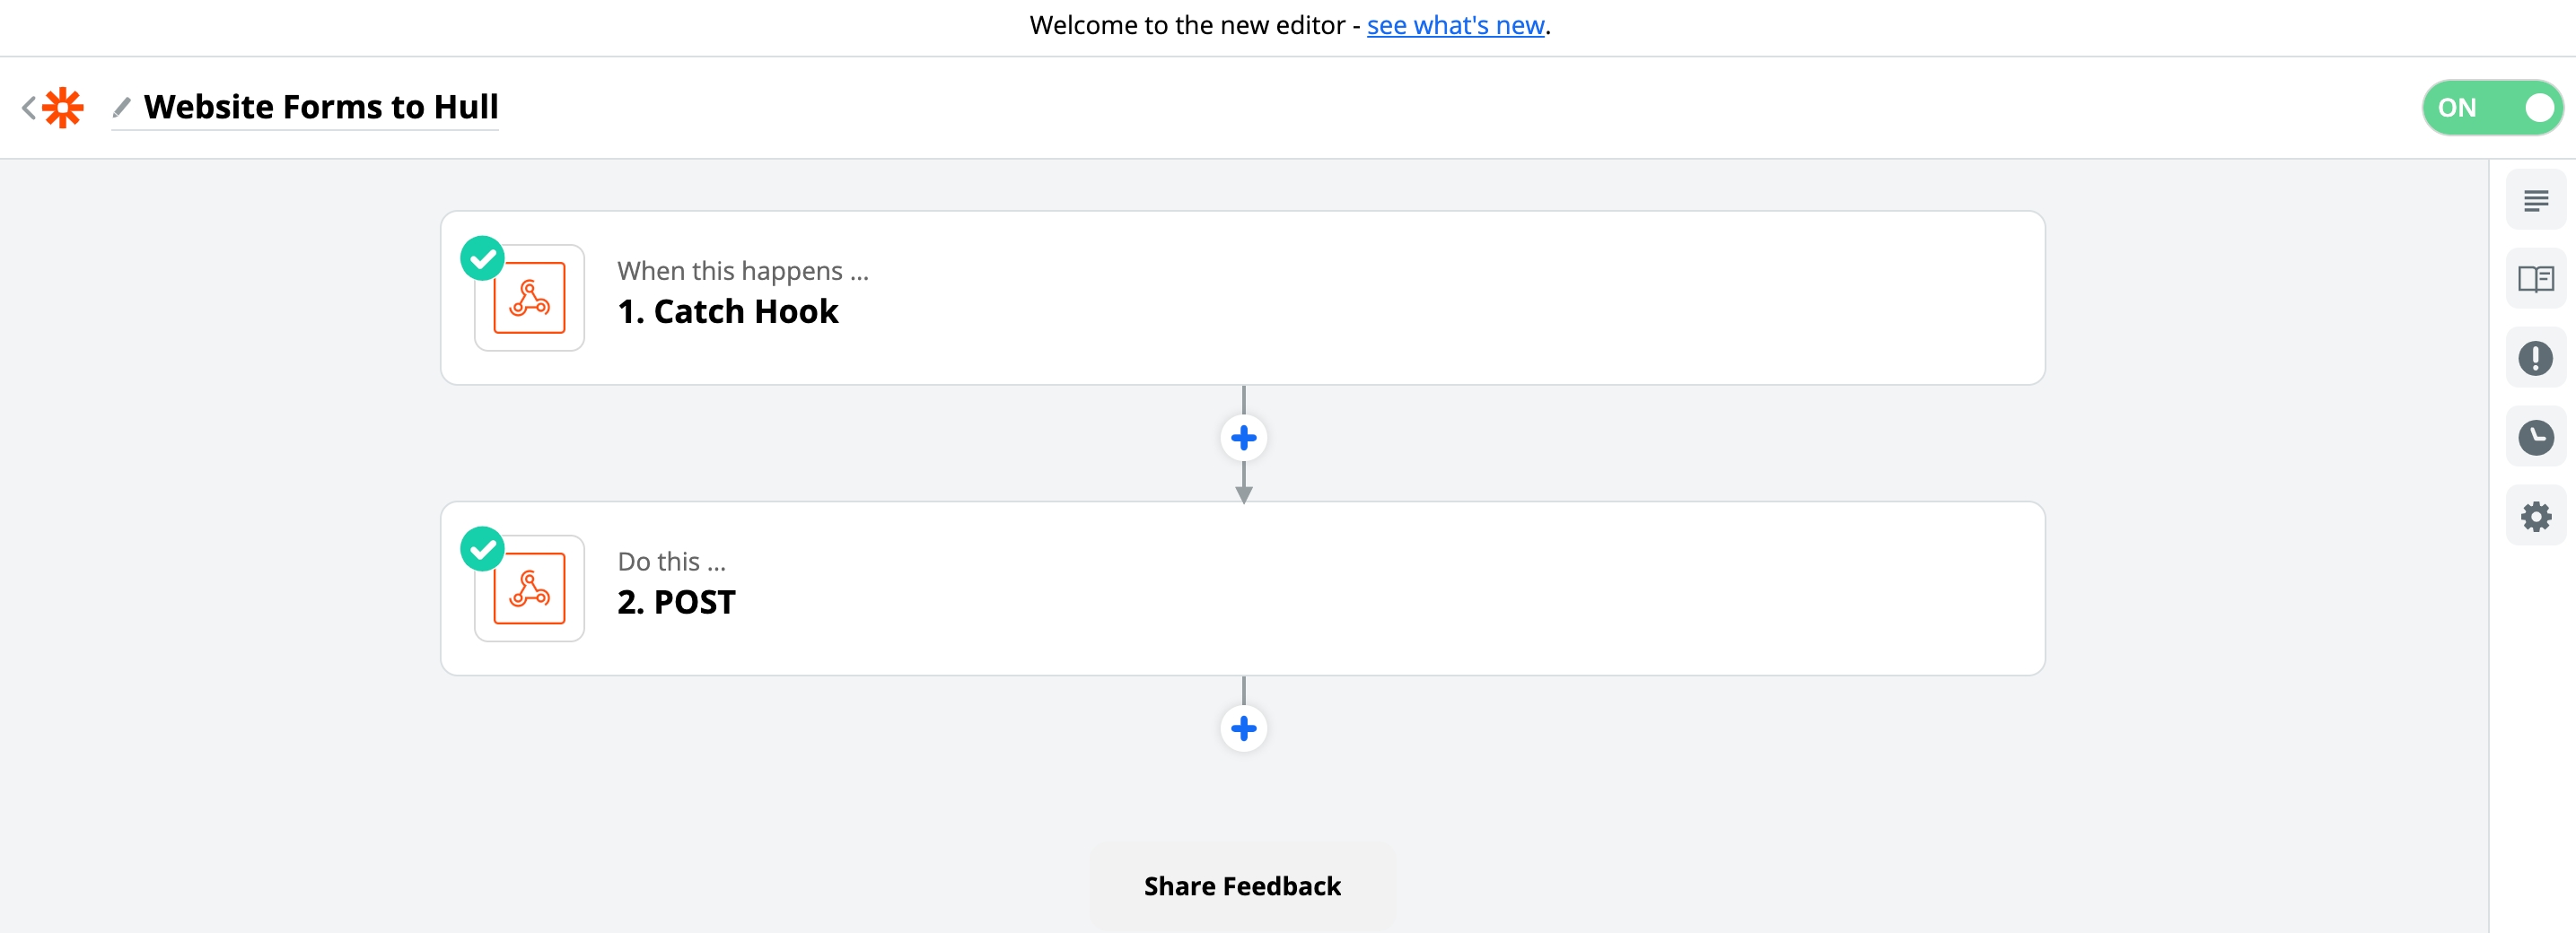 Welcome to the new editor - see what's new.
Website Forms to Hull
ON
When this happens ...
1. Catch Hook
Do this ...
2. POST
Share Feedback